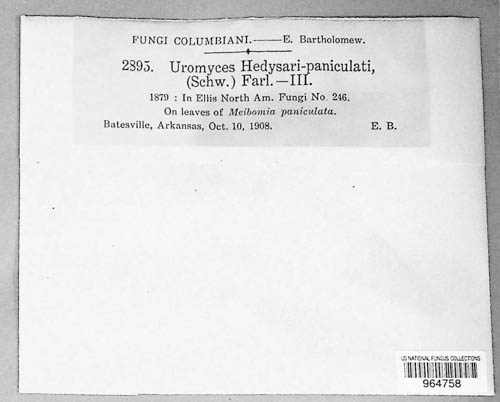 FUNGI COLUMBIANI.——E. Bartholomew.
2895. Uromyces Hedysari-paniculati,
(Schw.) Farl.—III.
1879 : In Ellis North Am. Fungi No. 246.
On leaves of Meibomia paniculata.
Batesville, Arkansas, Oct. 10, 1908. E. B.
US NATIONAL FUNGUS COLLECTIONS
964758